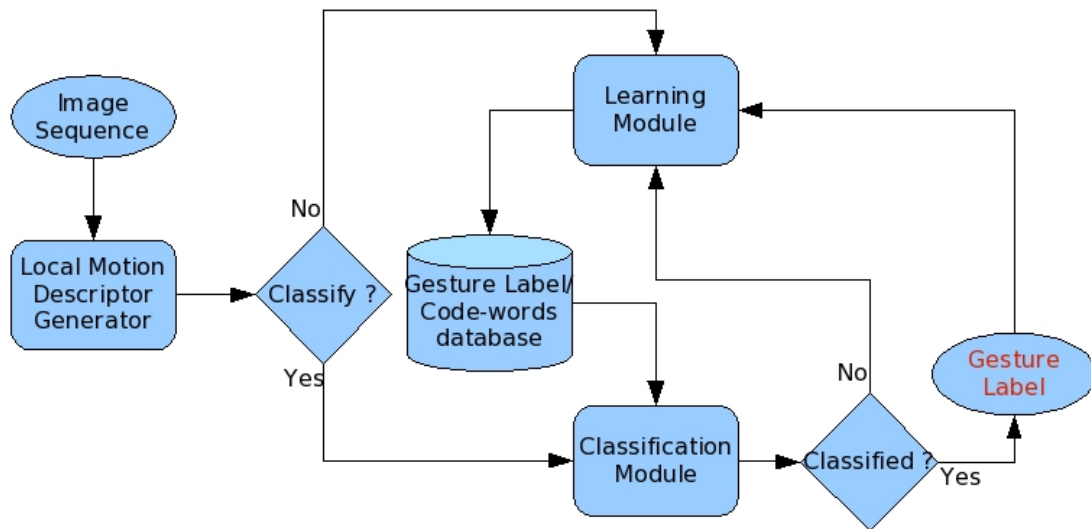 Image
Sequence
Local Motion
Descriptor
Generator
Classify ?
No
Yes
Learning
Module
Gesture Label/
Code-words
database
Classification
Module
Classified ?
No
Yes
Gesture
Label